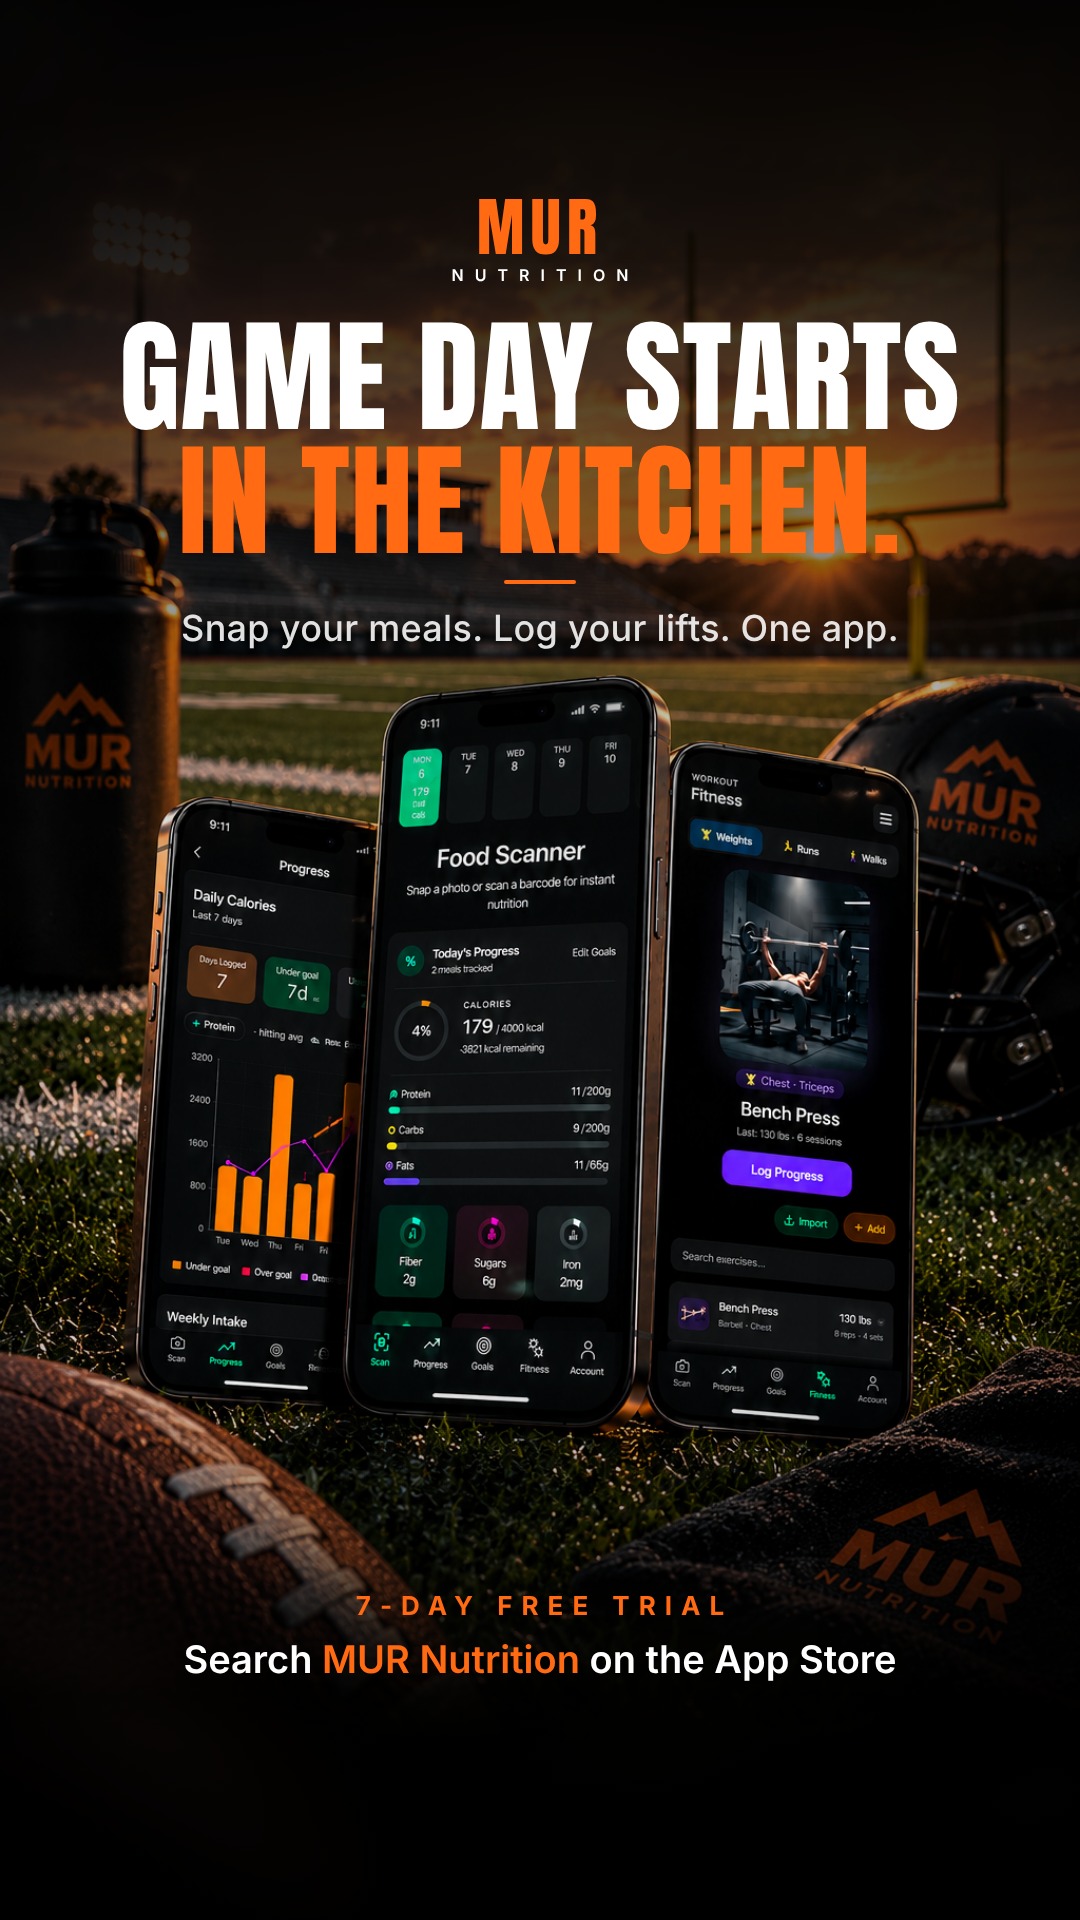 MUR
NUTRITION
GAME DAY STARTS
IN THE KITCHEN.
Snap your meals. Log your lifts. One app.
MUR
NUTRITION
MUR
NUTRITION
9:11
Progress
Daily Calories
Last 7 days
Days Logged
7
Under goal
7d
+ Protein
- hitting avg
3200
2400
1600
800
0
Tue Wed Thu Fri Fri
Under goal Over goal
Weekly Intake
Scan Progress Goals
9:11
MON TUE WED THU FRI
6 7 8 9 10
179
cals
Food Scanner
Snap a photo or scan a barcode for instant
nutrition
% Today's Progress Edit Goals
2 meals tracked
CALORIES
4% 179 / 4000 kcal
-3821 kcal remaining
Protein 11/200g
Carbs 9/200g
Fats 11/65g
Fiber Sugars Iron
2g 6g 2mg
Scan Progress Goals Fitness Account
WORKOUT
Fitness
Weights Runs Walks
Chest · Triceps
Bench Press
Last: 130 lbs · 6 sessions
Log Progress
Import + Add
Search exercises...
Bench Press 130 lbs
Barbell · Chest 8 reps · 4 sets
Scan Progress Goals Fitness Account
MUR
NUTRITION
7-DAY FREE TRIAL
Search MUR Nutrition on the App Store